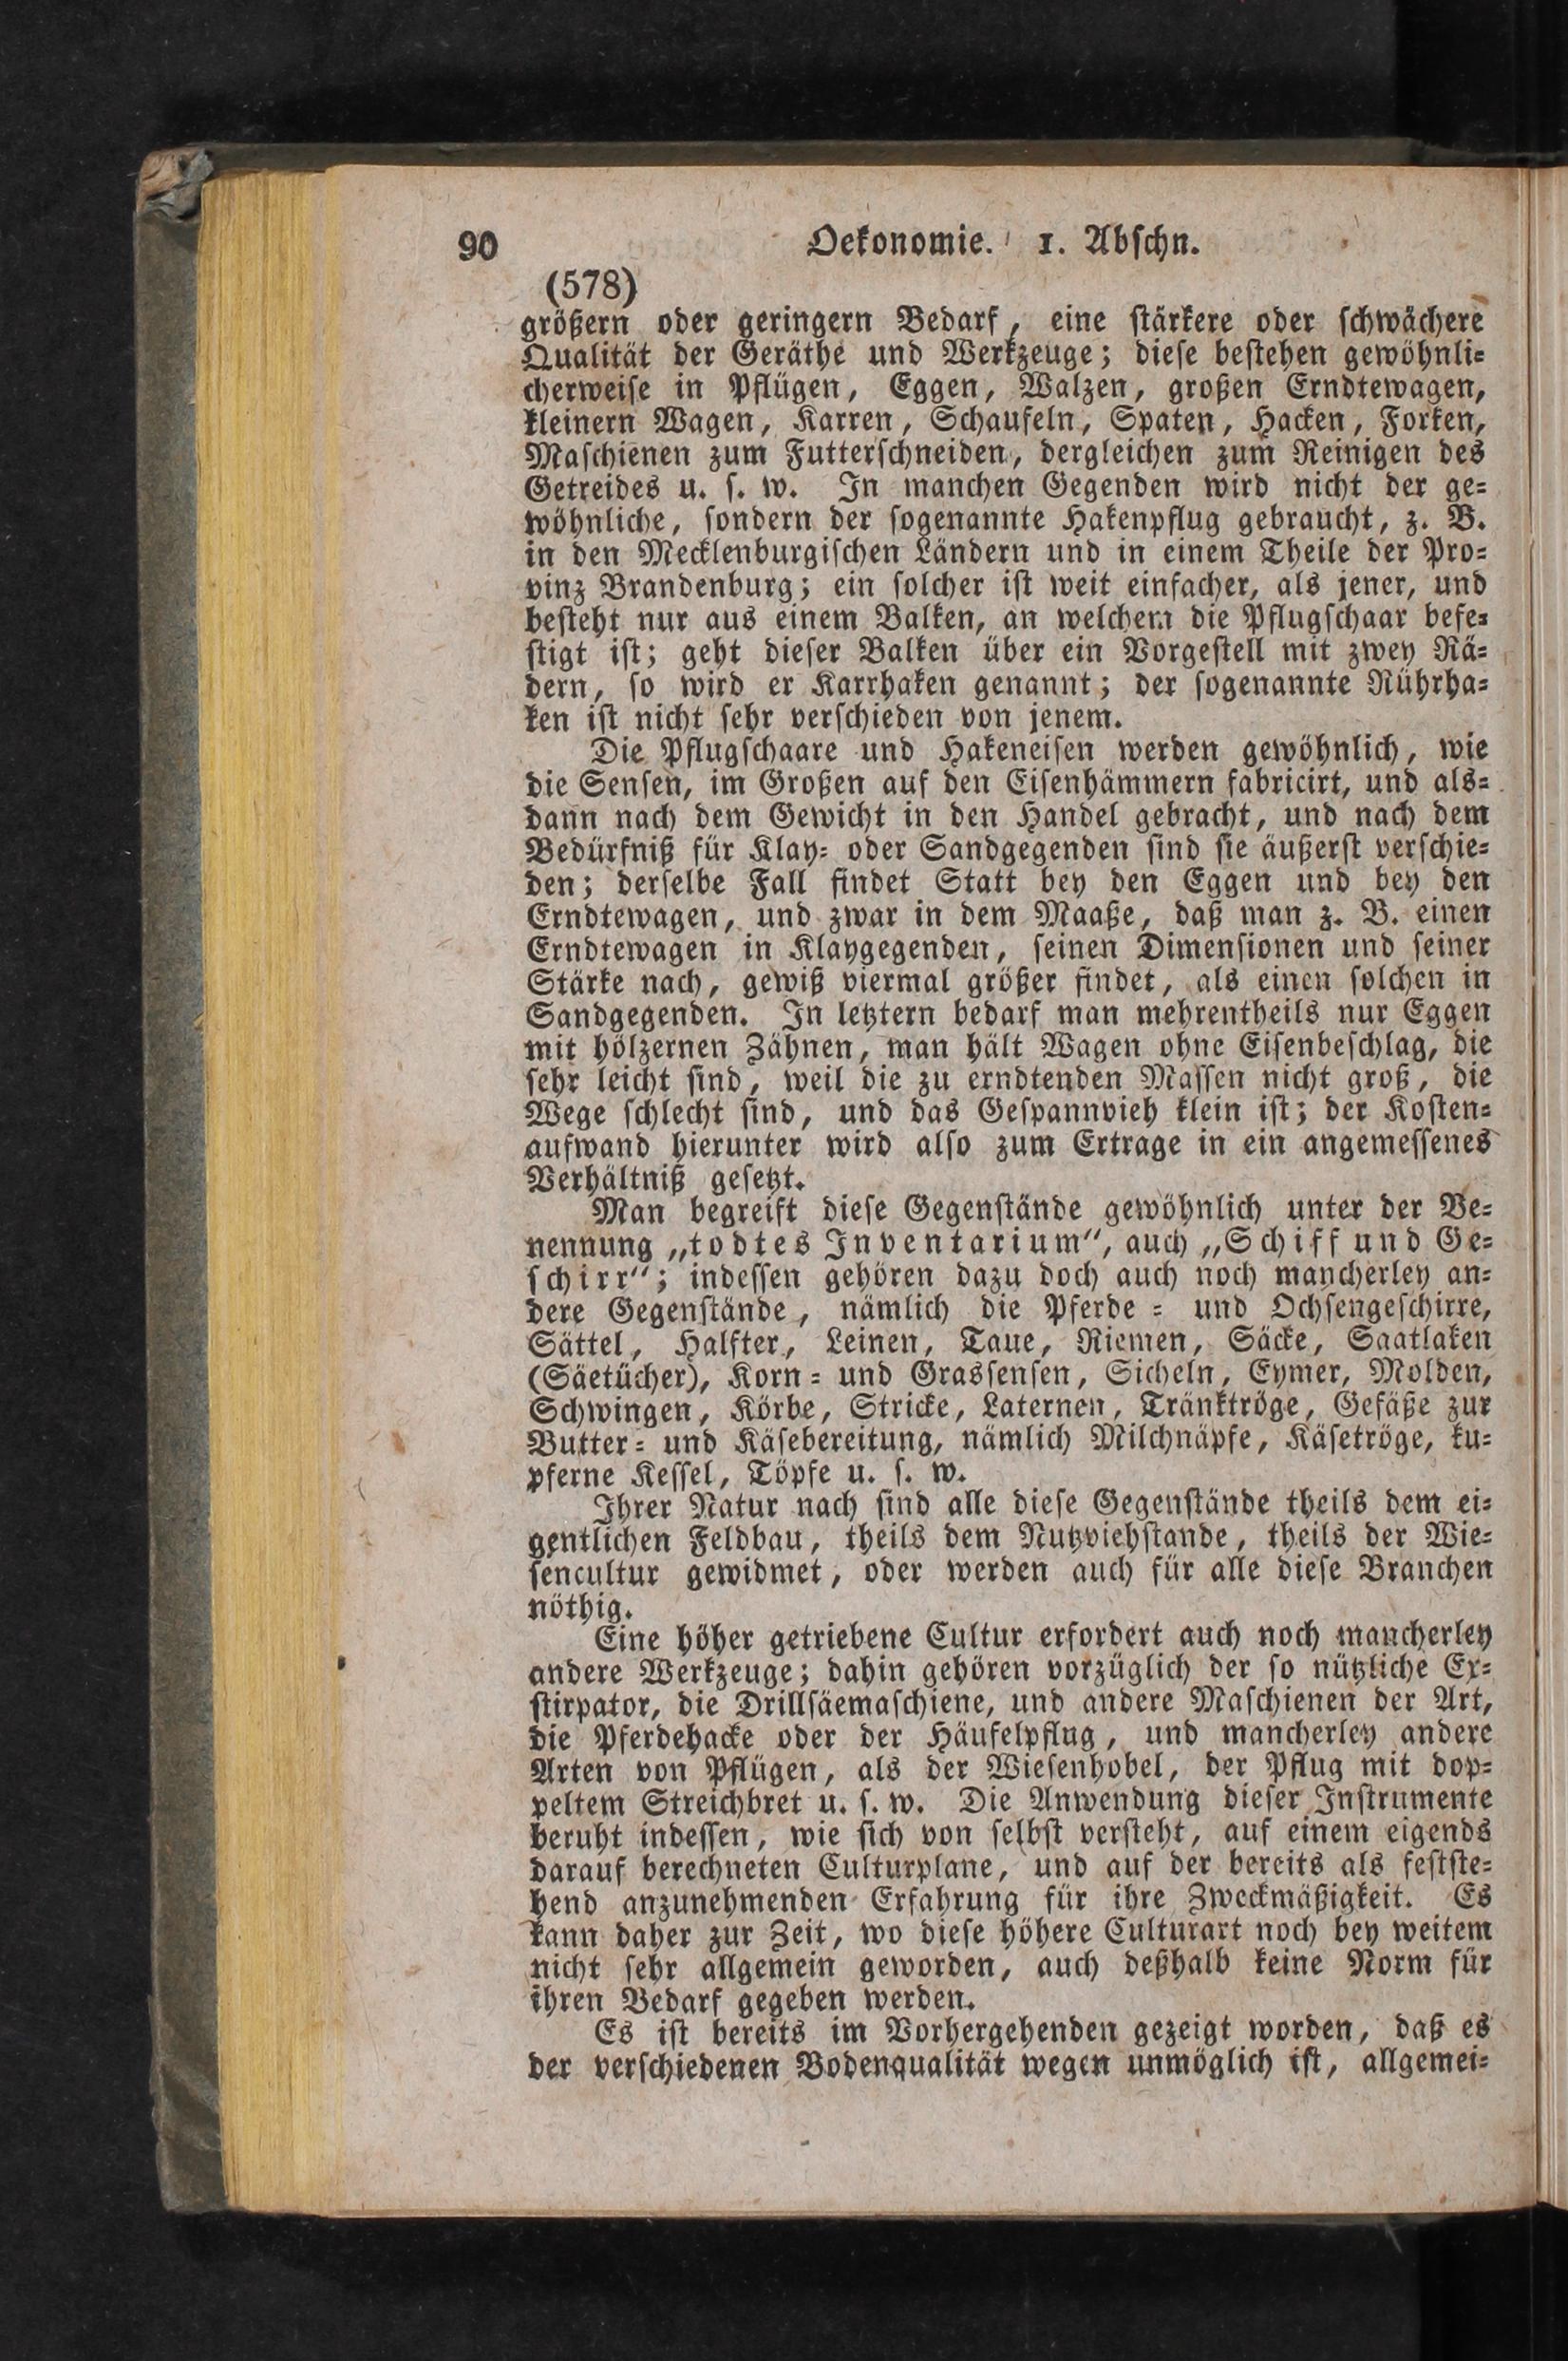 90 Oekonomie. 1. Abschn.
(578)
größern oder geringern Bedarf, eine stärkere oder schwächere
Qualität der Geräthe und Werkzeuge; diese bestehen gewöhnli-
cherweise in Pflügen, Eggen, Walzen, großen Erndtewagen,
kleinern Wagen, Karren, Schaufeln, Spaten, Hacken, Forken,
Maschienen zum Futterschneiden, dergleichen zum Reinigen des
Getreides u. s. w. In manchen Gegenden wird nicht der ge-
wöhnliche, sondern der sogenannte Hakenpflug gebraucht, z. B.
in den Mecklenburgischen Ländern und in einem Theile der Pro-
vinz Brandenburg; ein solcher ist weit einfacher, als jener, und
besteht nur aus einem Balken, an welchem die Pflugschaar befe-
stigt ist; geht dieser Balken über ein Vorgestell mit zwey Rä-
dern, so wird er Karrhaken genannt; der sogenannte Rührha-
ken ist nicht sehr verschieden von jenem.
Die Pflugschaare und Hakeneisen werden gewöhnlich, wie
die Sensen, im Großen auf den Eisenhämmern fabricirt, und als-
dann nach dem Gewicht in den Handel gebracht, und nach dem
Bedürfniß für Klay- oder Sandgegenden sind sie äußerst verschie-
den; derselbe Fall findet Statt bey den Eggen und bey den
Erndtewagen, und zwar in dem Maaße, daß man z. B. einen
Erndtewagen in Klaygegenden, seinen Dimensionen und seiner
Stärke nach, gewiß viermal größer findet, als einen solchen in
Sandgegenden. In letztern bedarf man mehrentheils nur Eggen
mit hölzernen Zähnen, man hält Wagen ohne Eisenbeschlag, die
sehr leicht sind, weil die zu erndtenden Massen nicht groß, die
Wege schlecht sind, und das Gespannvieh klein ist; der Kosten-
aufwand hierunter wird also zum Ertrage in ein angemessenes
Verhältniß gesetzt.
Man begreift diese Gegenstände gewöhnlich unter der Be-
nennung „todtes Inventarium“, auch „Schiff und Ge-
schirr“; indessen gehören dazu doch auch noch mancherley an-
dere Gegenstände, nämlich die Pferde- und Ochsengeschirre,
Sättel, Halfter, Leinen, Taue, Riemen, Säcke, Saatlaken
(Säetücher), Korn- und Grassensen, Sicheln, Eymer, Molden,
Schwingen, Körbe, Stricke, Laternen, Tränktröge, Gefäße zur
Butter- und Käsebereitung, nämlich Milchnäpfe, Käsetröge, ku-
pferne Kessel, Töpfe u. s. w.
Ihrer Natur nach sind alle diese Gegenstände theils dem ei-
gentlichen Feldbau, theils dem Nutzviehstande, theils der Wie-
sencultur gewidmet, oder werden auch für alle diese Branchen
nöthig.
Eine höher getriebene Cultur erfordert auch noch mancherley
andere Werkzeuge; dahin gehören vorzüglich der so nützliche Ex-
stirpator, die Drillsäemaschiene, und andere Maschienen der Art,
die Pferdehacke oder der Häufelpflug, und mancherley andere
Arten von Pflügen, als der Wiesenhobel, der Pflug mit dop-
peltem Streichbret u. s. w. Die Anwendung dieser Instrumente
beruht indessen, wie sich von selbst versteht, auf einem eigends
darauf berechneten Culturplane, und auf der bereits als festste-
hend anzunehmenden Erfahrung für ihre Zweckmäßigkeit. Es
kann daher zur Zeit, wo diese höhere Culturart noch bey weitem
nicht sehr allgemein geworden, auch deßhalb keine Norm für
ihren Bedarf gegeben werden.
Es ist bereits im Vorhergehenden gezeigt worden, daß es
der verschiedenen Bodenqualität wegen unmöglich ist, allgemei-